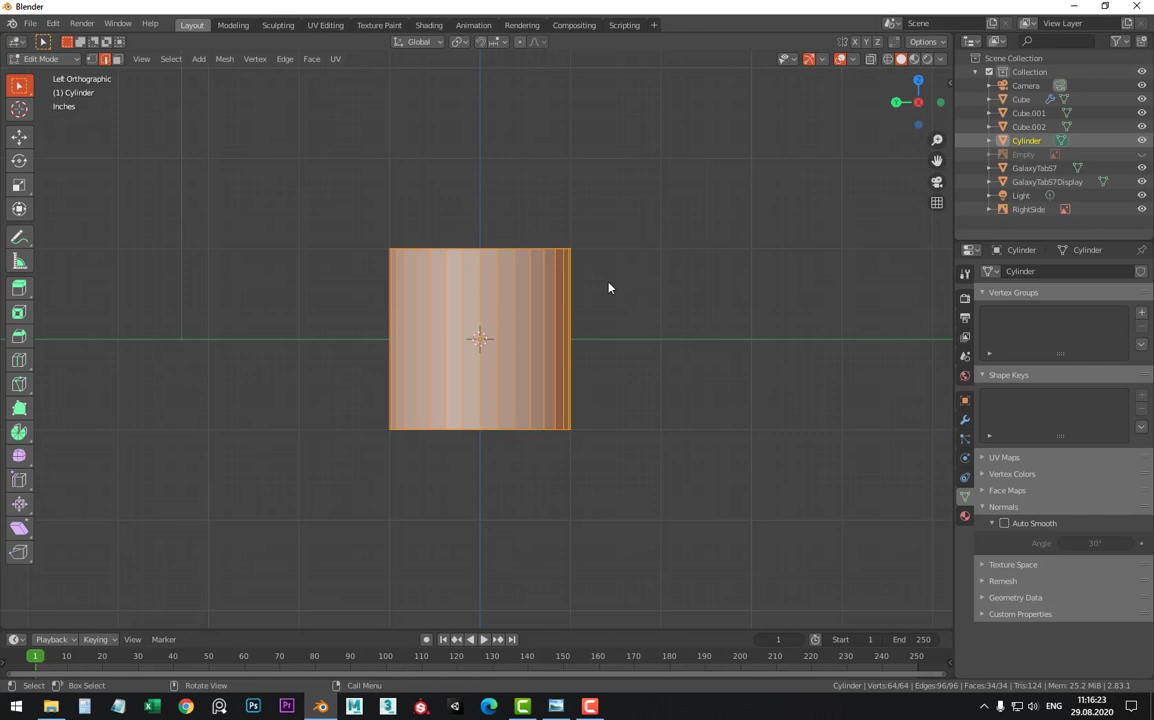 Blender
File Edit Render Window Help Layout Modeling Sculpting UV Editing Texture Paint Shading Animation Rendering Compositing Scripting + Scene View Layer
Global X Y Z Options
Edit Mode View Select Add Mesh Vertex Edge Face UV
Left Orthographic
(1) Cylinder
Inches
Z
Y X
Scene Collection
Collection
Camera
Cube
Cube.001
Cube.002
Cylinder
Empty
GalaxyTabS7
GalaxyTabS7Display
Light
RightSide
Cylinder Cylinder
Cylinder
Vertex Groups
Shape Keys
UV Maps
Vertex Colors
Face Maps
Normals
Auto Smooth
Angle 30°
Texture Space
Remesh
Geometry Data
Custom Properties
Playback Keying View Marker 1 Start 1 End 250
1 10 20 30 40 50 60 70 80 90 100 110 120 130 140 150 160 170 180 190 200 210 220 230 240 250
Select Box Select Rotate View Call Menu Cylinder | Verts:64/64 | Edges:96/96 | Faces:34/34 | Tris:124 | Mem: 25.2 MiB | 2.83.1
ENG 11:16:23
29.08.2020